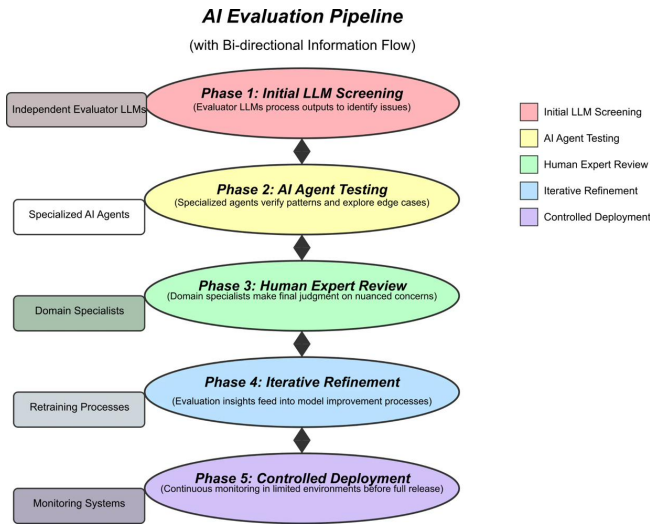 AI Evaluation Pipeline
(with Bi-directional Information Flow)
Phase 1: Initial LLM Screening
(Evaluator LLMs process outputs to identify issues)
Independent Evaluator LLMs
Phase 2: AI Agent Testing
(Specialized agents verify patterns and explore edge cases)
Specialized AI Agents
Phase 3: Human Expert Review
(Domain specialists make final judgment on nuanced concerns)
Domain Specialists
Phase 4: Iterative Refinement
(Evaluation insights feed into model improvement processes)
Retraining Processes
Phase 5: Controlled Deployment
(Continuous monitoring in limited environments before full release)
Monitoring Systems
Initial LLM Screening
AI Agent Testing
Human Expert Review
Iterative Refinement
Controlled Deployment